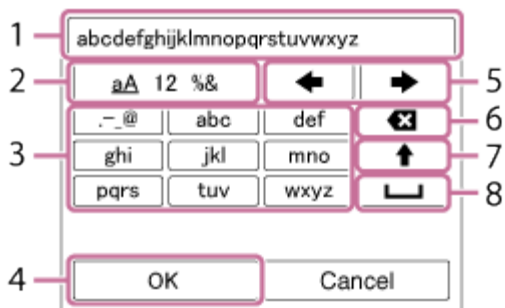 1 abcdefghijklmnopqrstuvwxyz
2 aA 12 %& 5
.-_@ abc def 6
3 ghi jkl mno 7
pqrs tuv wxyz 8
4 OK Cancel